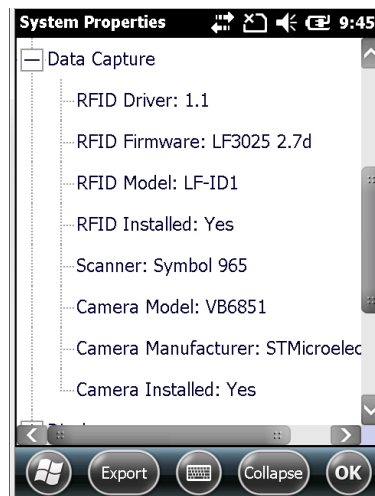 System Properties 9:45
Data Capture
RFID Driver: 1.1
RFID Firmware: LF3025 2.7d
RFID Model: LF-ID1
RFID Installed: Yes
Scanner: Symbol 965
Camera Model: VB6851
Camera Manufacturer: STMicroelec
Camera Installed: Yes
Export Collapse OK